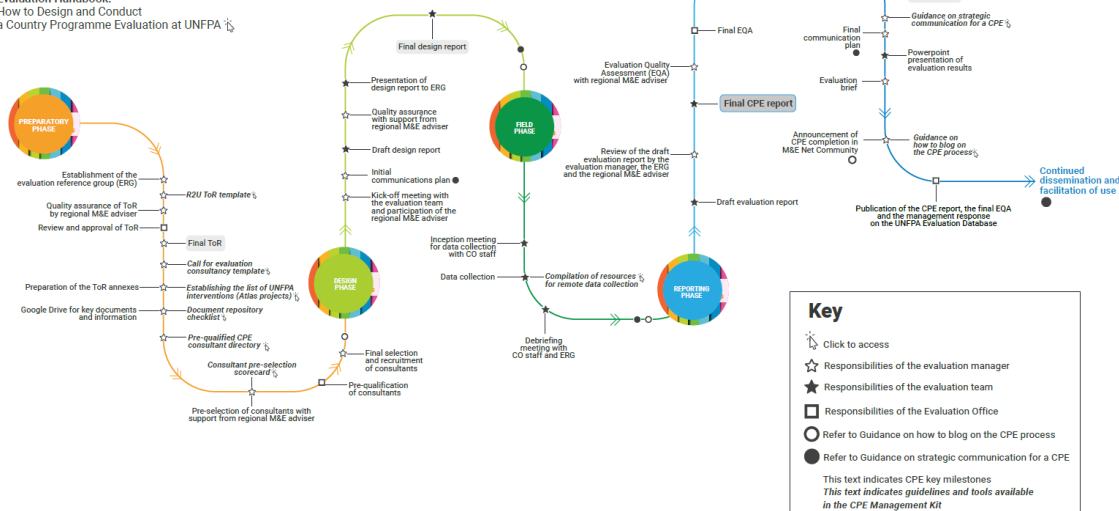 Evaluation Handbook:
How to Design and Conduct
a Country Programme Evaluation at UNFPA
PREPARATORY
PHASE
Establishment of the
evaluation reference group (ERG)
R2U ToR template
Quality assurance of ToR
by regional M&E adviser
Review and approval of ToR
Final ToR
Call for evaluation
consultancy template
Preparation of the ToR annexes
Establishing the list of UNFPA
interventions (Atlas projects)
Google Drive for key documents
and information
Document repository
checklist
Pre-qualified CPE
consultant directory
Consultant pre-selection
scorecard
Pre-selection of consultants with
support from regional M&E adviser
Pre-qualification
of consultants
Final selection
and recruitment
of consultants
DESIGN
PHASE
Kick-off meeting with
the evaluation team
and participation of the
regional M&E adviser
Initial
communications plan
Draft design report
Quality assurance
with support from
regional M&E adviser
Presentation of
design report to ERG
Final design report
FIELD
PHASE
Inception meeting
for data collection
with CO staff
Data collection
Compilation of resources
for remote data collection
Debriefing
meeting with
CO staff and ERG
REPORTING
PHASE
Draft evaluation report
Review of the draft
evaluation report by the
evaluation manager, the ERG
and the regional M&E adviser
Final CPE report
Evaluation Quality
Assessment (EQA)
with regional M&E adviser
Final EQA
Guidance on strategic
communication for a CPE
Final
communication
plan
Powerpoint
presentation of
evaluation results
Evaluation
brief
Announcement of
CPE completion in
M&E Net Community
Guidance on
how to blog on
the CPE process
Publication of the CPE report, the final EQA
and the management response
on the UNFPA Evaluation Database
Continued
dissemination and
facilitation of use
Key
Click to access
Responsibilities of the evaluation manager
Responsibilities of the evaluation team
Responsibilities of the Evaluation Office
Refer to Guidance on how to blog on the CPE process
Refer to Guidance on strategic communication for a CPE
This text indicates CPE key milestones
This text indicates guidelines and tools available
in the CPE Management Kit